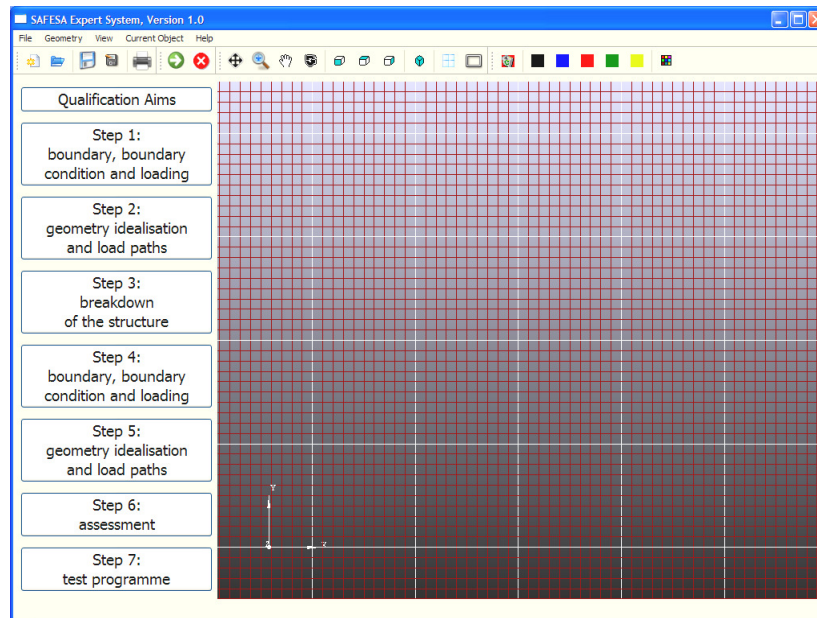 SAFESA Expert System, Version 1.0
File Geometry View Current Object Help
Qualification Aims
Step 1:
boundary, boundary
condition and loading
Step 2:
geometry idealisation
and load paths
Step 3:
breakdown
of the structure
Step 4:
boundary, boundary
condition and loading
Step 5:
geometry idealisation
and load paths
Step 6:
assessment
Step 7:
test programme
Y